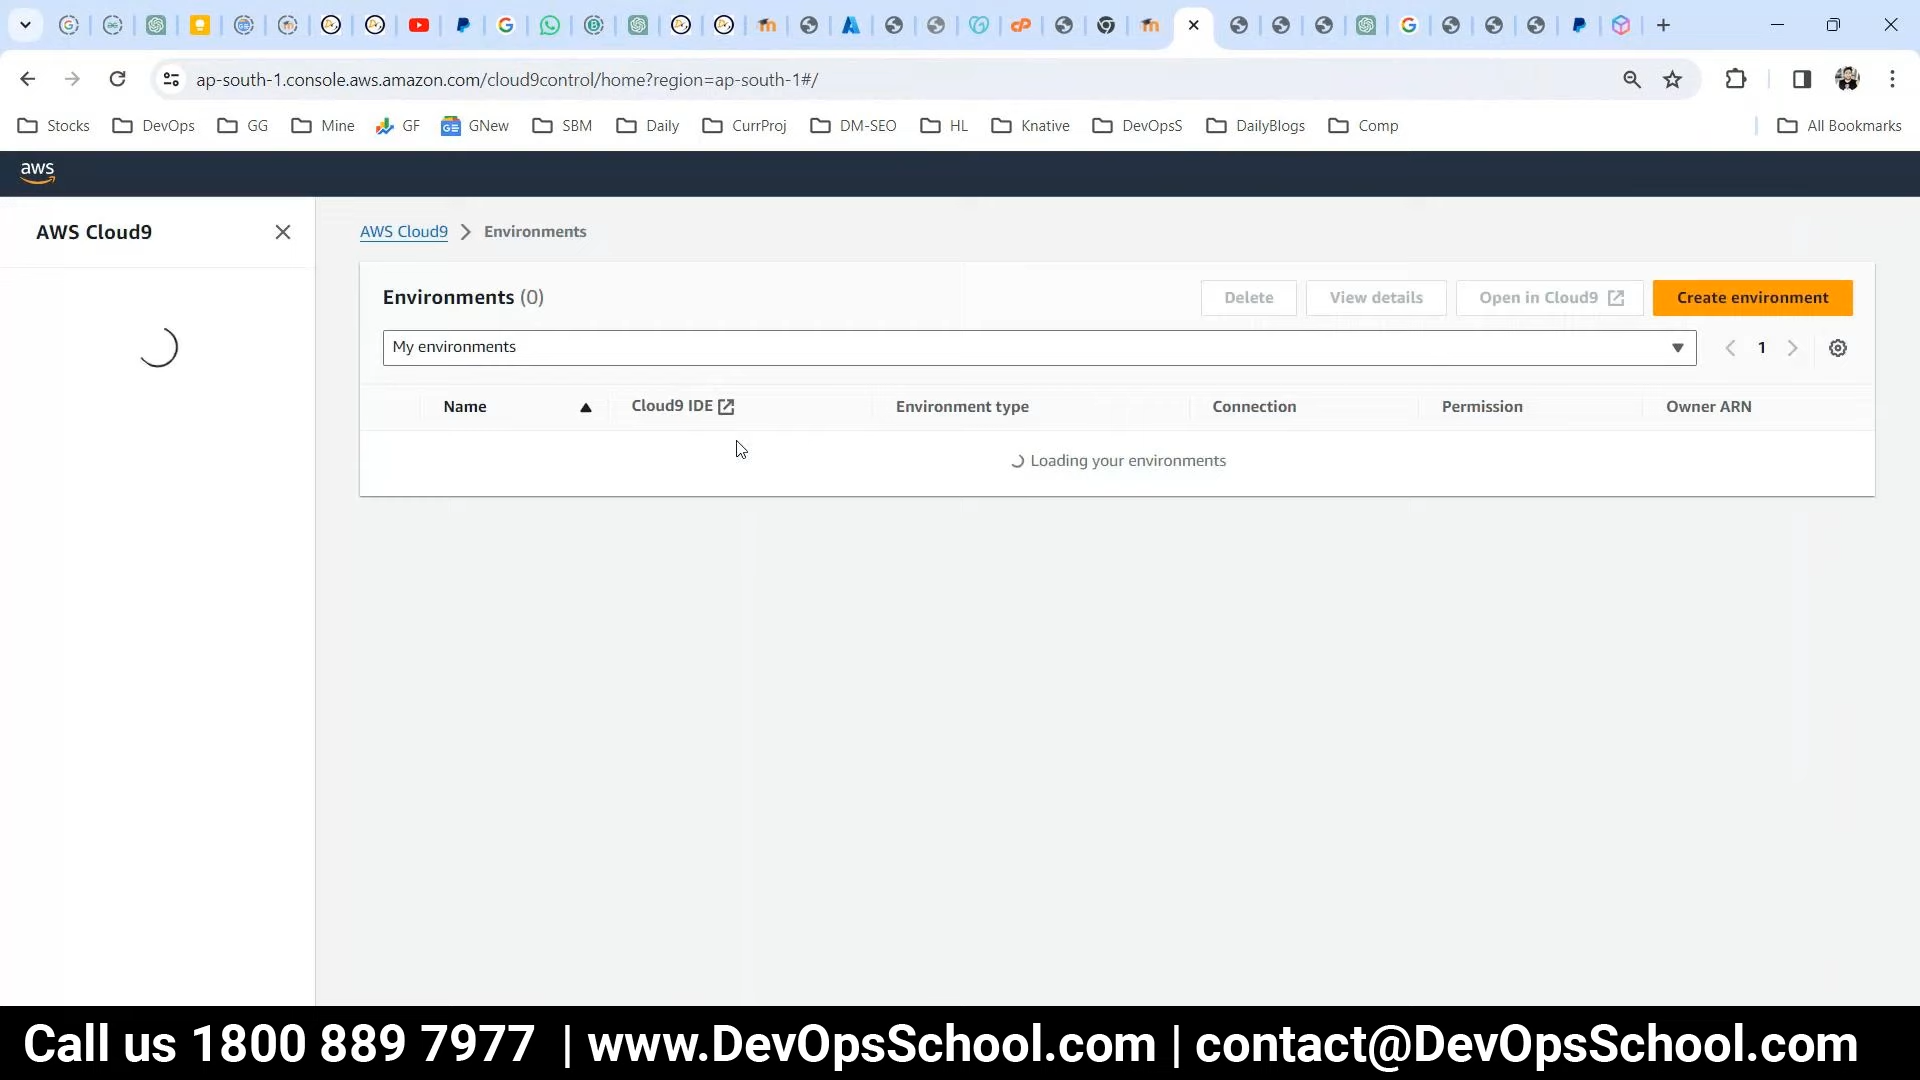 ap-south-1.console.aws.amazon.com/cloud9control/home?region=ap-south-1#/
Stocks DevOps GG Mine GF GNew SBM Daily CurrProj DM-SEO HL Knative DevOpsS DailyBlogs Comp All Bookmarks
aws
AWS Cloud9
AWS Cloud9 Environments
Environments (0) Delete View details Open in Cloud9 Create environment
My environments 1
Name Cloud9 IDE Environment type Connection Permission Owner ARN
Loading your environments
Call us 1800 889 7977 | www.DevOpsSchool.com | contact@DevOpsSchool.com